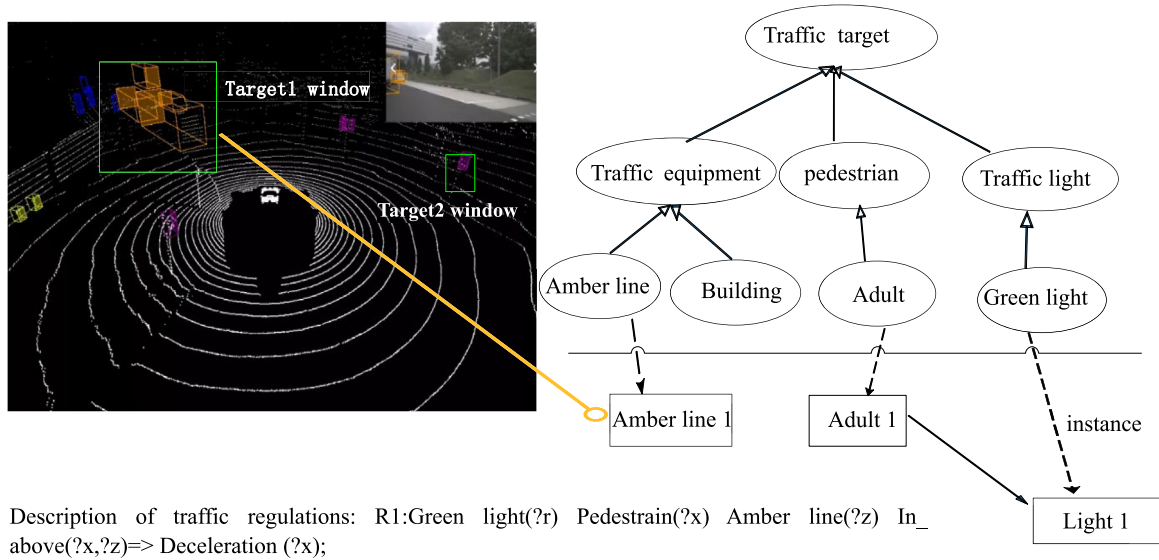 Traffic target
Target1 window
Traffic equipment
pedestrian
Traffic light
Target2 window
Amber line
Building
Adult
Green light
Amber line 1
Adult 1
instance
Light 1
Description of traffic regulations: R1:Green light(?r) Pedestrain(?x) Amber line(?z) In_
above(?x,?z)=> Deceleration (?x);